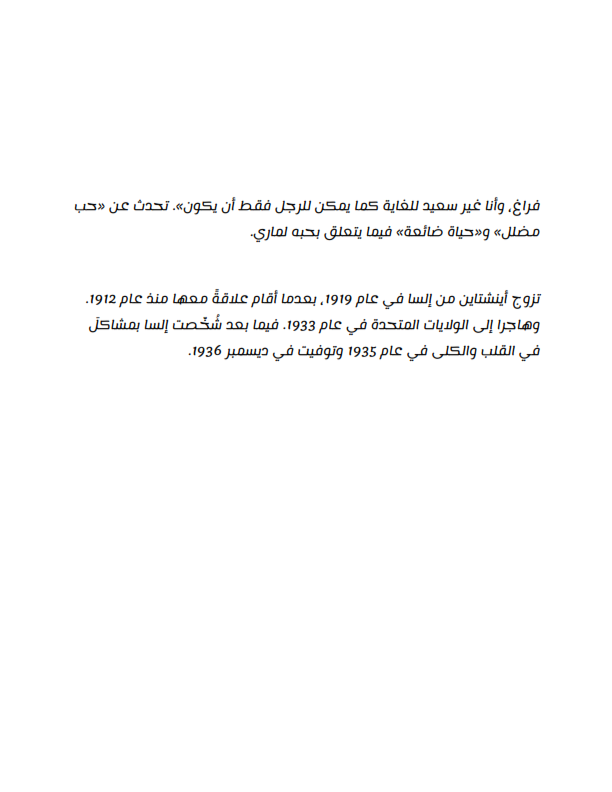 فراغ، وأنا غير سعيد للغاية كما يمكن للرجل فقط أن يكون». تحدث عن «حب
مضلل» و«حياة ضائعة» فيما يتعلق بحبه لماري.
تزوج أينشتاين من إلسا في عام 1919، بعدما أقام علاقةً معها منذ عام 1912.
وهاجرا إلى الولايات المتحدة في عام 1933. فيما بعد شُخّصت إلسا بمشاكلَ
في القلب والكلى في عام 1935 وتوفيت في ديسمبر 1936.